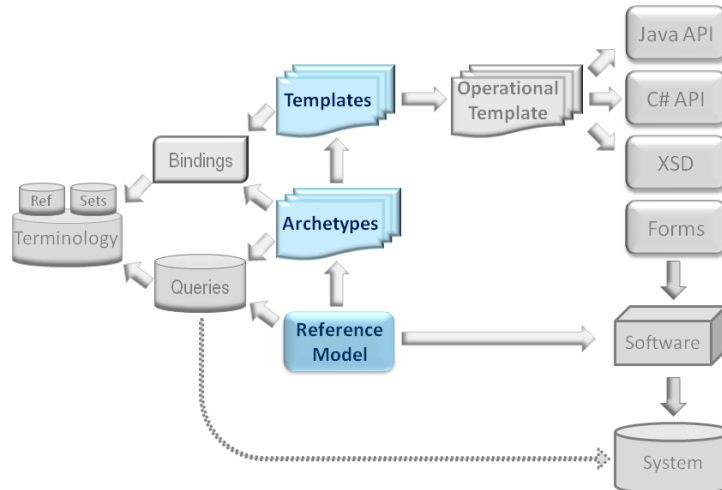 Java API
Templates
Operational
Template
C# API
Bindings
XSD
Ref
Sets
Archetypes
Terminology
Forms
Queries
Reference
Model
Software
System